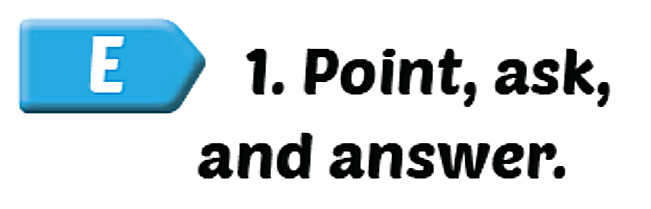 E 1. Point, ask,
and answer.